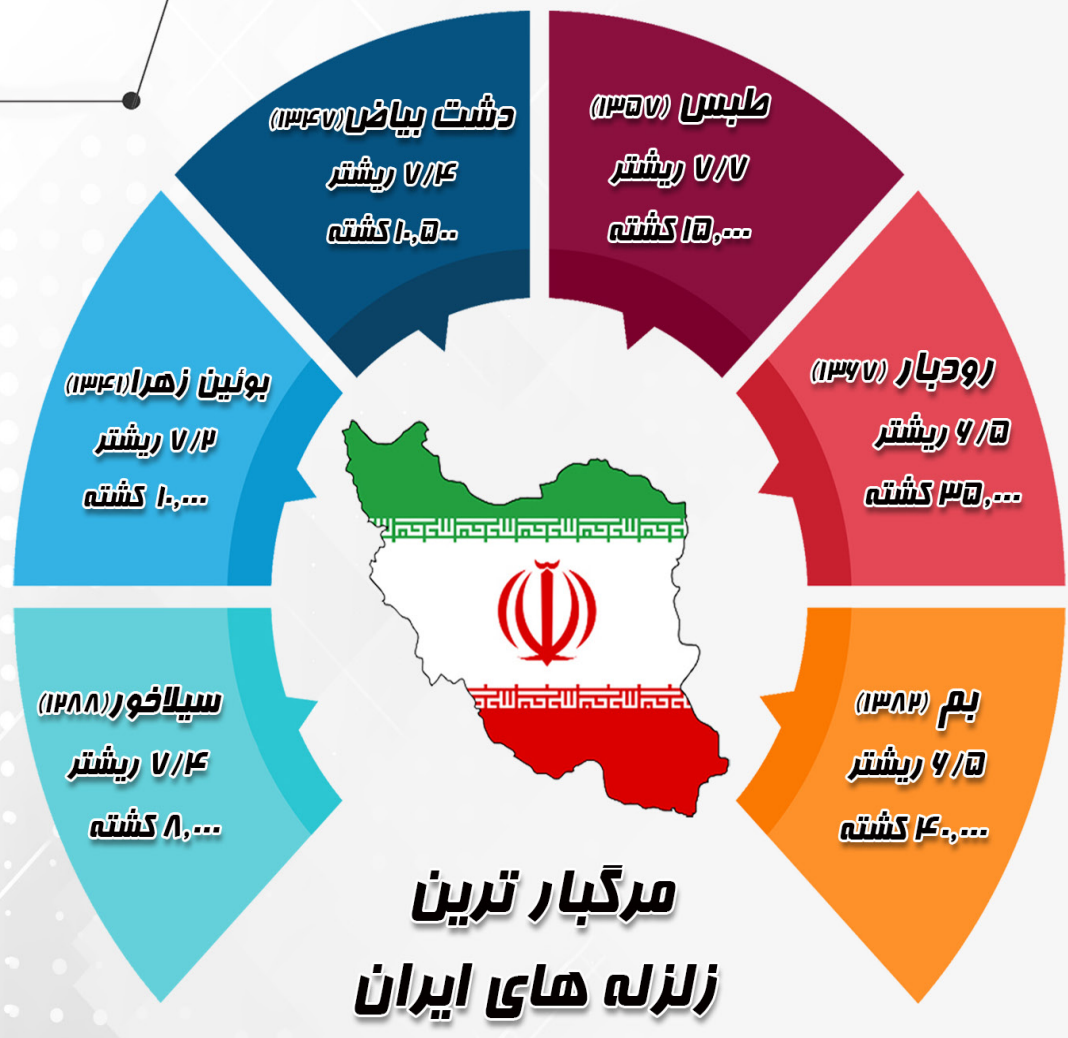 طبس (۱۳۵۷)
۷/۷ ریشتر
۱۵,۰۰۰ کشته
رودبار (۱۳۶۷)
۶/۵ ریشتر
۳۵,۰۰۰ کشته
بم (۱۳۸۲)
۶/۵ ریشتر
۴۰,۰۰۰ کشته
دشت بیاض(۱۳۴۷)
۷/۴ ریشتر
۱۰,۵۰۰ کشته
بوئین زهرا(۱۳۴۱)
۷/۲ ریشتر
۱۰,۰۰۰ کشته
سیلاخور(۱۲۸۸)
۷/۴ ریشتر
۸,۰۰۰ کشته
مرگبار ترین
زلزله های ایران